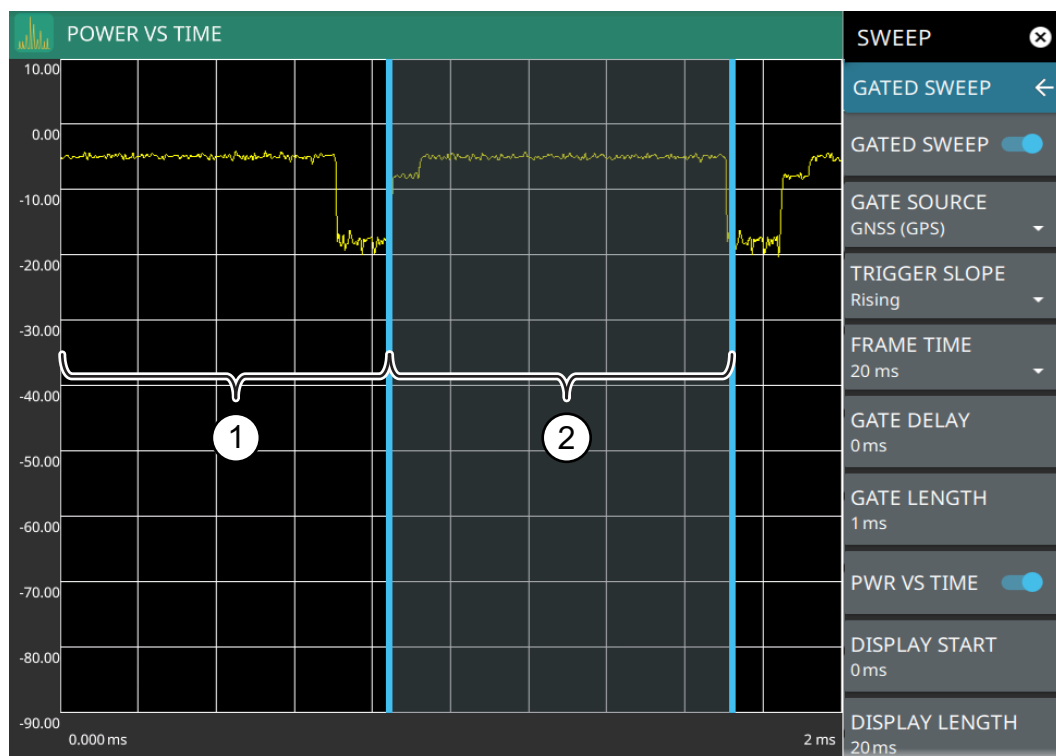 POWER VS TIME
10.00
0.00
-10.00
-20.00
-30.00
-40.00
-50.00
-60.00
-70.00
-80.00
-90.00
0.000 ms
2 ms
1
2
SWEEP
GATED SWEEP
GATED SWEEP
GATE SOURCE
GNSS (GPS)
TRIGGER SLOPE
Rising
FRAME TIME
20 ms
GATE DELAY
0 ms
GATE LENGTH
1 ms
PWR VS TIME
DISPLAY START
0 ms
DISPLAY LENGTH
20 ms